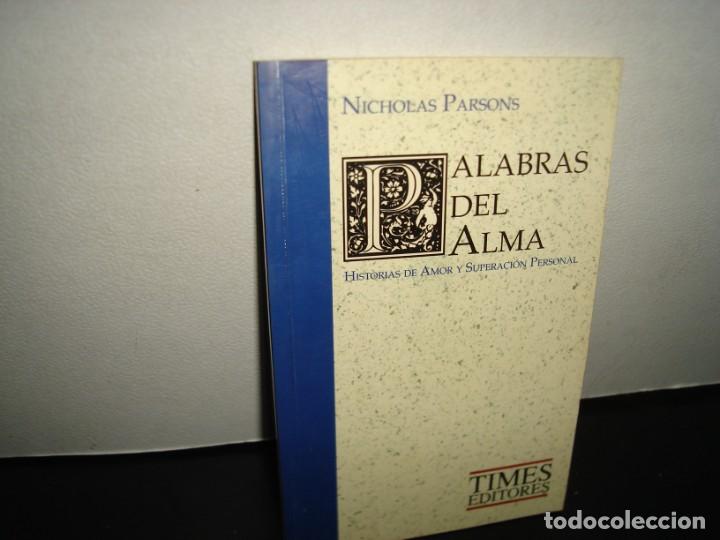 NICHOLAS PARSONS
PALABRAS
DEL
ALMA
HISTORIAS DE AMOR Y SUPERACIÓN PERSONAL
TIMES
EDITORES
todocoleccion